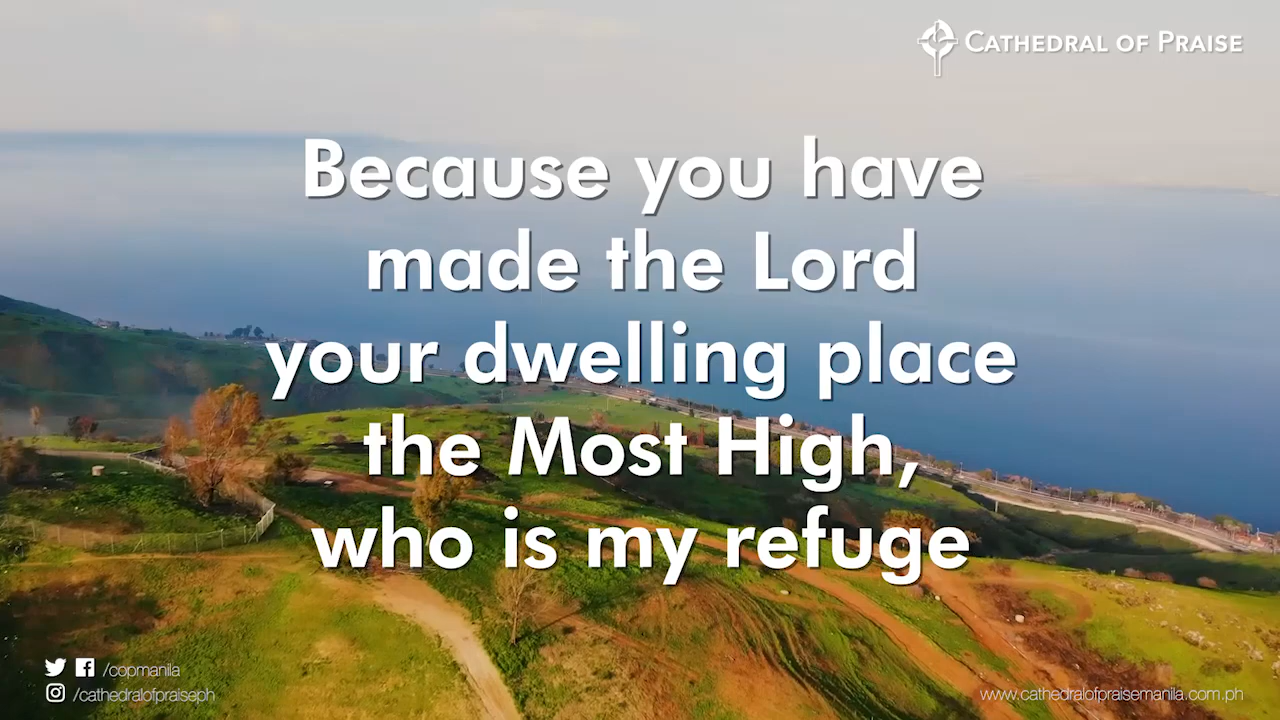 Cathedral of Praise
Because you have
made the Lord
your dwelling place
the Most High,
who is my refuge
/copmanila
/cathedralofpraiseph
www.cathedralofpraisemanila.com.ph